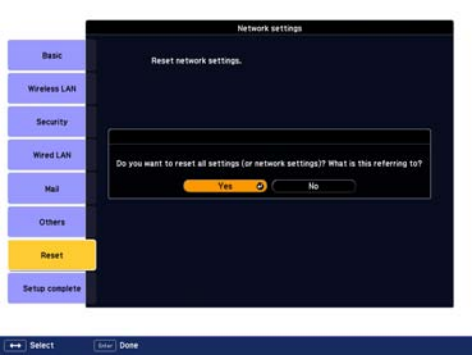 Network settings
Basic
Reset network settings.
Wireless LAN
Security
Wired LAN
Do you want to reset all settings (or network settings)? What is this referring to?
Yes
No
Mail
Others
Reset
Setup complete
Select
Enter
Done